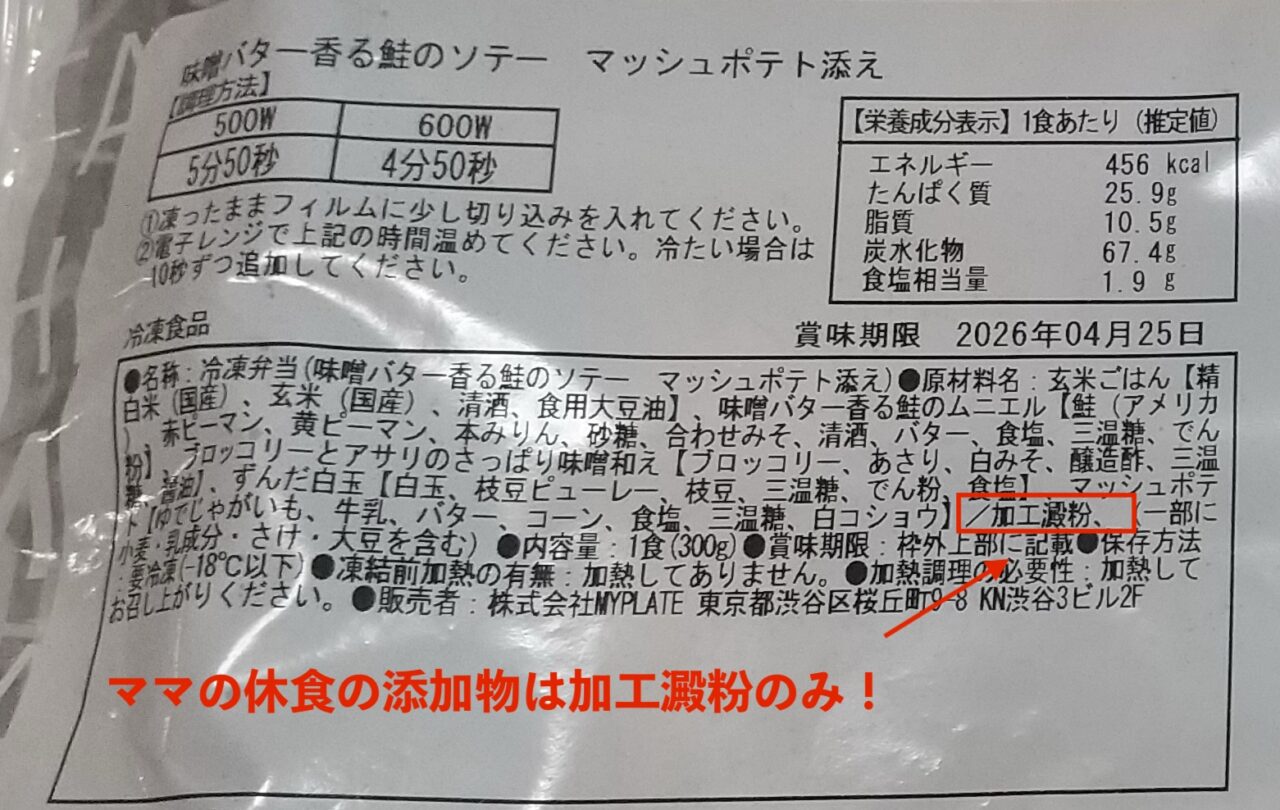 味噌バター香る鮭のソテー　マッシュポテト添え
【調理方法】
500W 600W
5分50秒 4分50秒
①凍ったままフィルムに少し切り込みを入れてください。
②電子レンジで上記の時間温めてください。冷たい場合は
10秒ずつ追加してください。
【栄養成分表示】1食あたり（推定値）
エネルギー 456 kcal
たんぱく質 25.9g
脂質 10.5g
炭水化物 67.4g
食塩相当量 1.9 g
冷凍食品
賞味期限　2026年04月25日
●名称：冷凍弁当(味噌バター香る鮭のソテー　マッシュポテト添え)●原材料名：玄米ごはん【精
白米（国産）、玄米（国産）、清酒、食用大豆油】、味噌バター香る鮭のムニエル【鮭（アメリカ
）、赤ピーマン、黄ピーマン、本みりん、砂糖、合わせみそ、清酒、バター、食塩、三温糖、でん
粉】、ブロッコリーとアサリのさっぱり味噌和え【ブロッコリー、あさり、白みそ、醸造酢、三温
糖、醤油】、ずんだ白玉【白玉、枝豆ピューレー、枝豆、三温糖、でん粉、食塩】、マッシュポテ
ト【ゆでじゃがいも、牛乳、バター、コーン、食塩、三温糖、白コショウ】／加工澱粉、（一部に
小麦・乳成分・さけ・大豆を含む）●内容量：1食(300g)●賞味期限：枠外上部に記載●保存方法
：要冷凍(-18℃以下)●凍結前加熱の有無：加熱してありません。●加熱調理の必要性：加熱して
お召し上がりください。●販売者：株式会社MYPLATE 東京都渋谷区桜丘町9-8 KN渋谷3ビル2F
ママの休食の添加物は加工澱粉のみ！